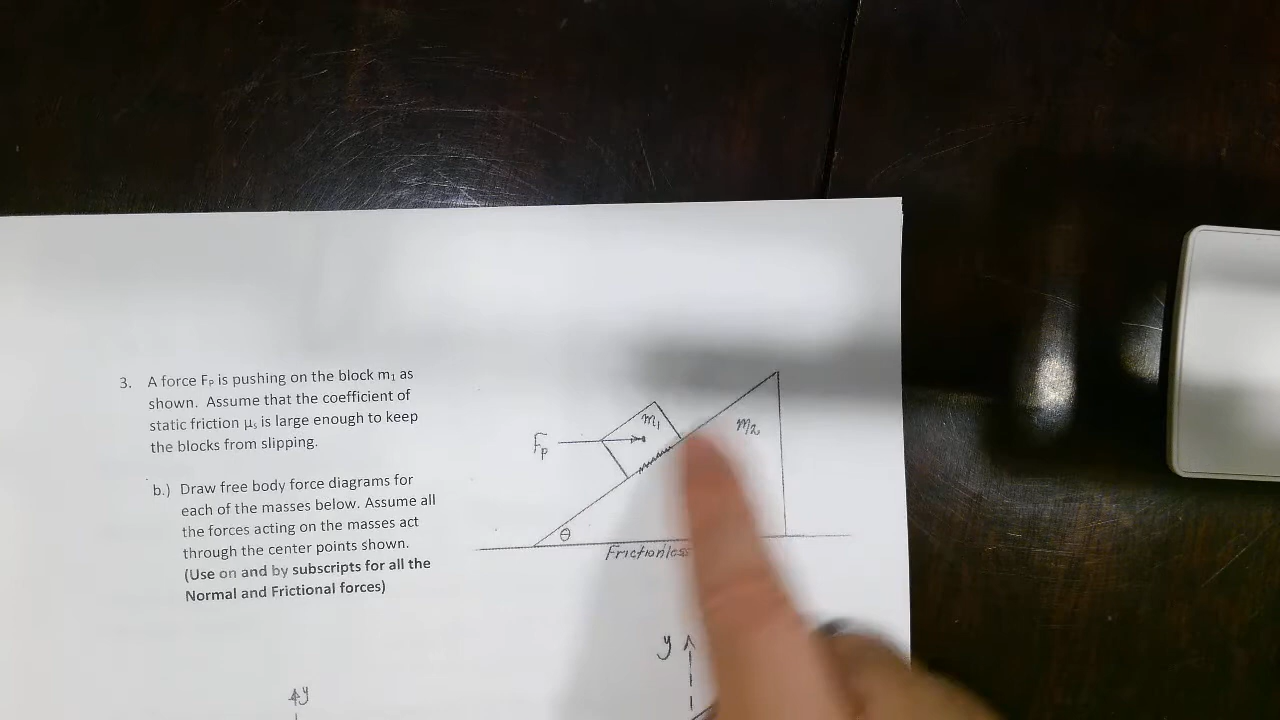 3. A force Fₚ is pushing on the block m₁ as
shown. Assume that the coefficient of
static friction μₛ is large enough to keep
the blocks from slipping.
b.) Draw free body force diagrams for
each of the masses below. Assume all
the forces acting on the masses act
through the center points shown.
(Use on and by subscripts for all the
Normal and Frictional forces)
m₁
m₂
Fₚ
θ
Frictionless
y
y